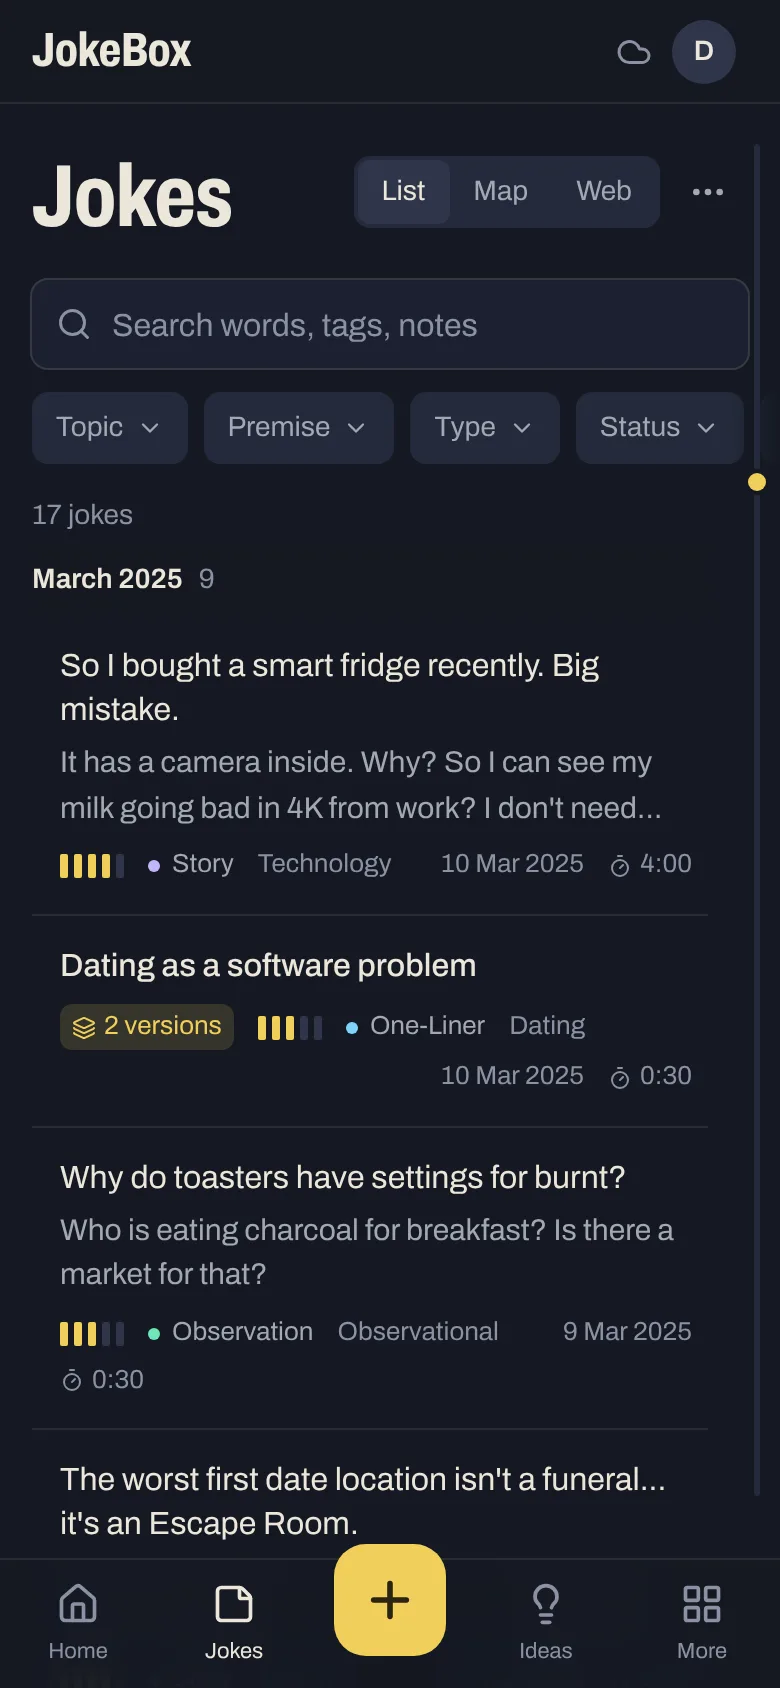 JokeBox
D
Jokes
List Map Web
Search words, tags, notes
Topic Premise Type Status
17 jokes
March 2025 9
So I bought a smart fridge recently. Big
mistake.
It has a camera inside. Why? So I can see my
milk going bad in 4K from work? I don't need...
Story Technology 10 Mar 2025 4:00
Dating as a software problem
2 versions One-Liner Dating
10 Mar 2025 0:30
Why do toasters have settings for burnt?
Who is eating charcoal for breakfast? Is there a
market for that?
Observation Observational 9 Mar 2025
0:30
The worst first date location isn't a funeral...
it's an Escape Room.
Home Jokes Ideas More